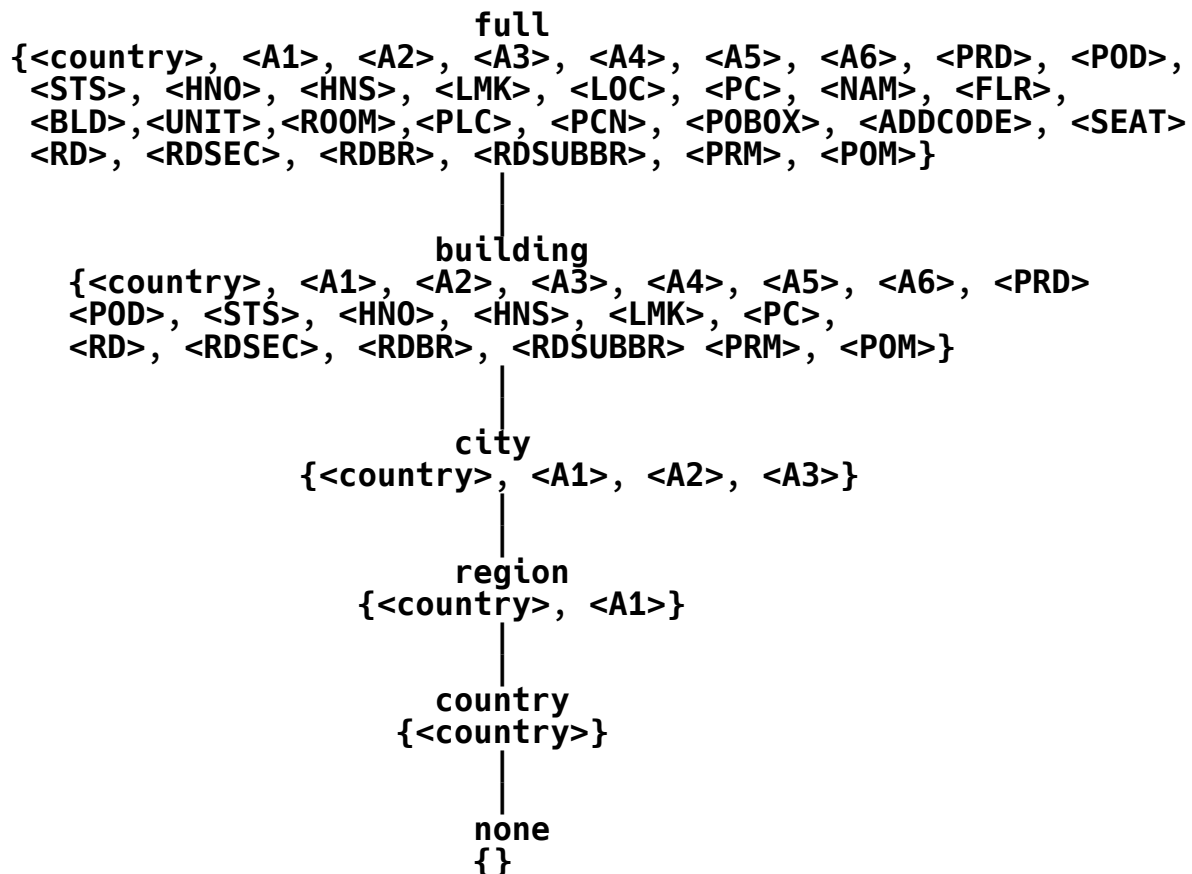 full
{<country>, <A1>, <A2>, <A3>, <A4>, <A5>, <A6>, <PRD>, <POD>,
<STS>, <HNO>, <HNS>, <LMK>, <LOC>, <PC>, <NAM>, <FLR>,
<BLD>,<UNIT>,<ROOM>,<PLC>, <PCN>, <POBOX>, <ADDCODE>, <SEAT>
<RD>, <RDSEC>, <RDBR>, <RDSUBBR>, <PRM>, <POM>}
building
{<country>, <A1>, <A2>, <A3>, <A4>, <A5>, <A6>, <PRD>
<POD>, <STS>, <HNO>, <HNS>, <LMK>, <PC>,
<RD>, <RDSEC>, <RDBR>, <RDSUBBR> <PRM>, <POM>}
city
{<country>, <A1>, <A2>, <A3>}
region
{<country>, <A1>}
country
{<country>}
none
{}